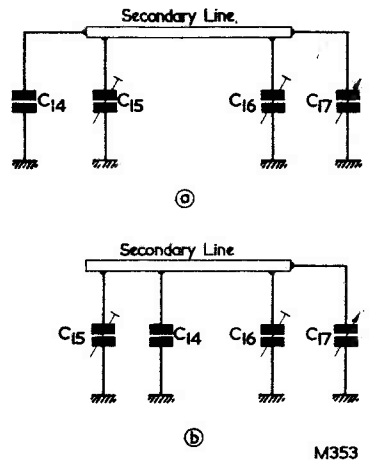 Secondary Line.
C14 C15 C16 C17
a
Secondary Line
C15 C14 C16 C17
b
M353